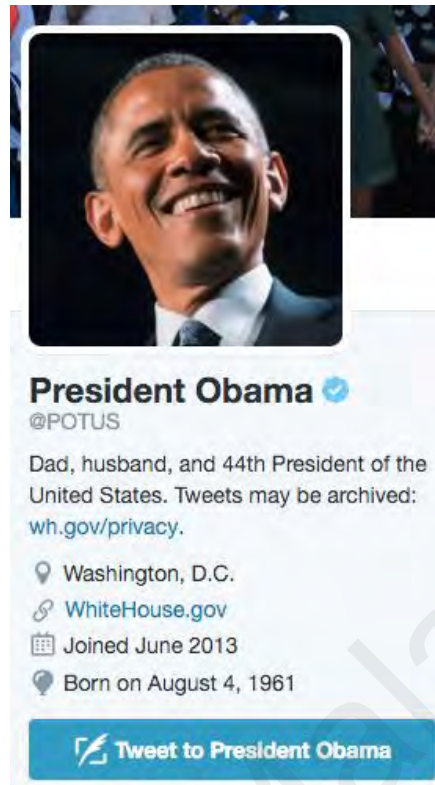 President Obama
@POTUS
Dad, husband, and 44th President of the
United States. Tweets may be archived:
wh.gov/privacy.
Washington, D.C.
WhiteHouse.gov
Joined June 2013
Born on August 4, 1961
Tweet to President Obama